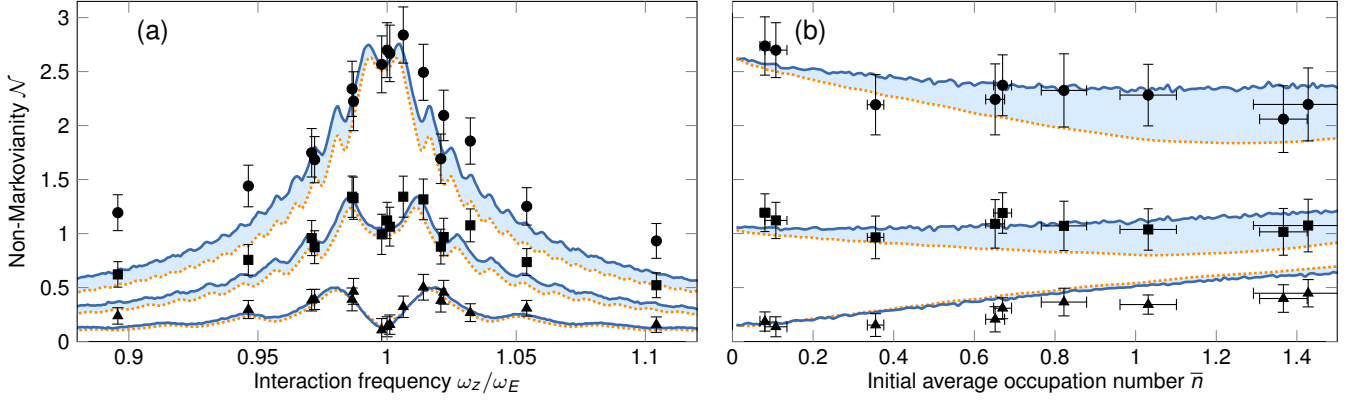 (a)
(b)
Non-Markovianity 𝒩
3
2.5
2
1.5
1
0.5
0
0.9 0.95 1 1.05 1.1
Interaction frequency ω_z/ω_E
0 0.2 0.4 0.6 0.8 1 1.2 1.4
Initial average occupation number n̅